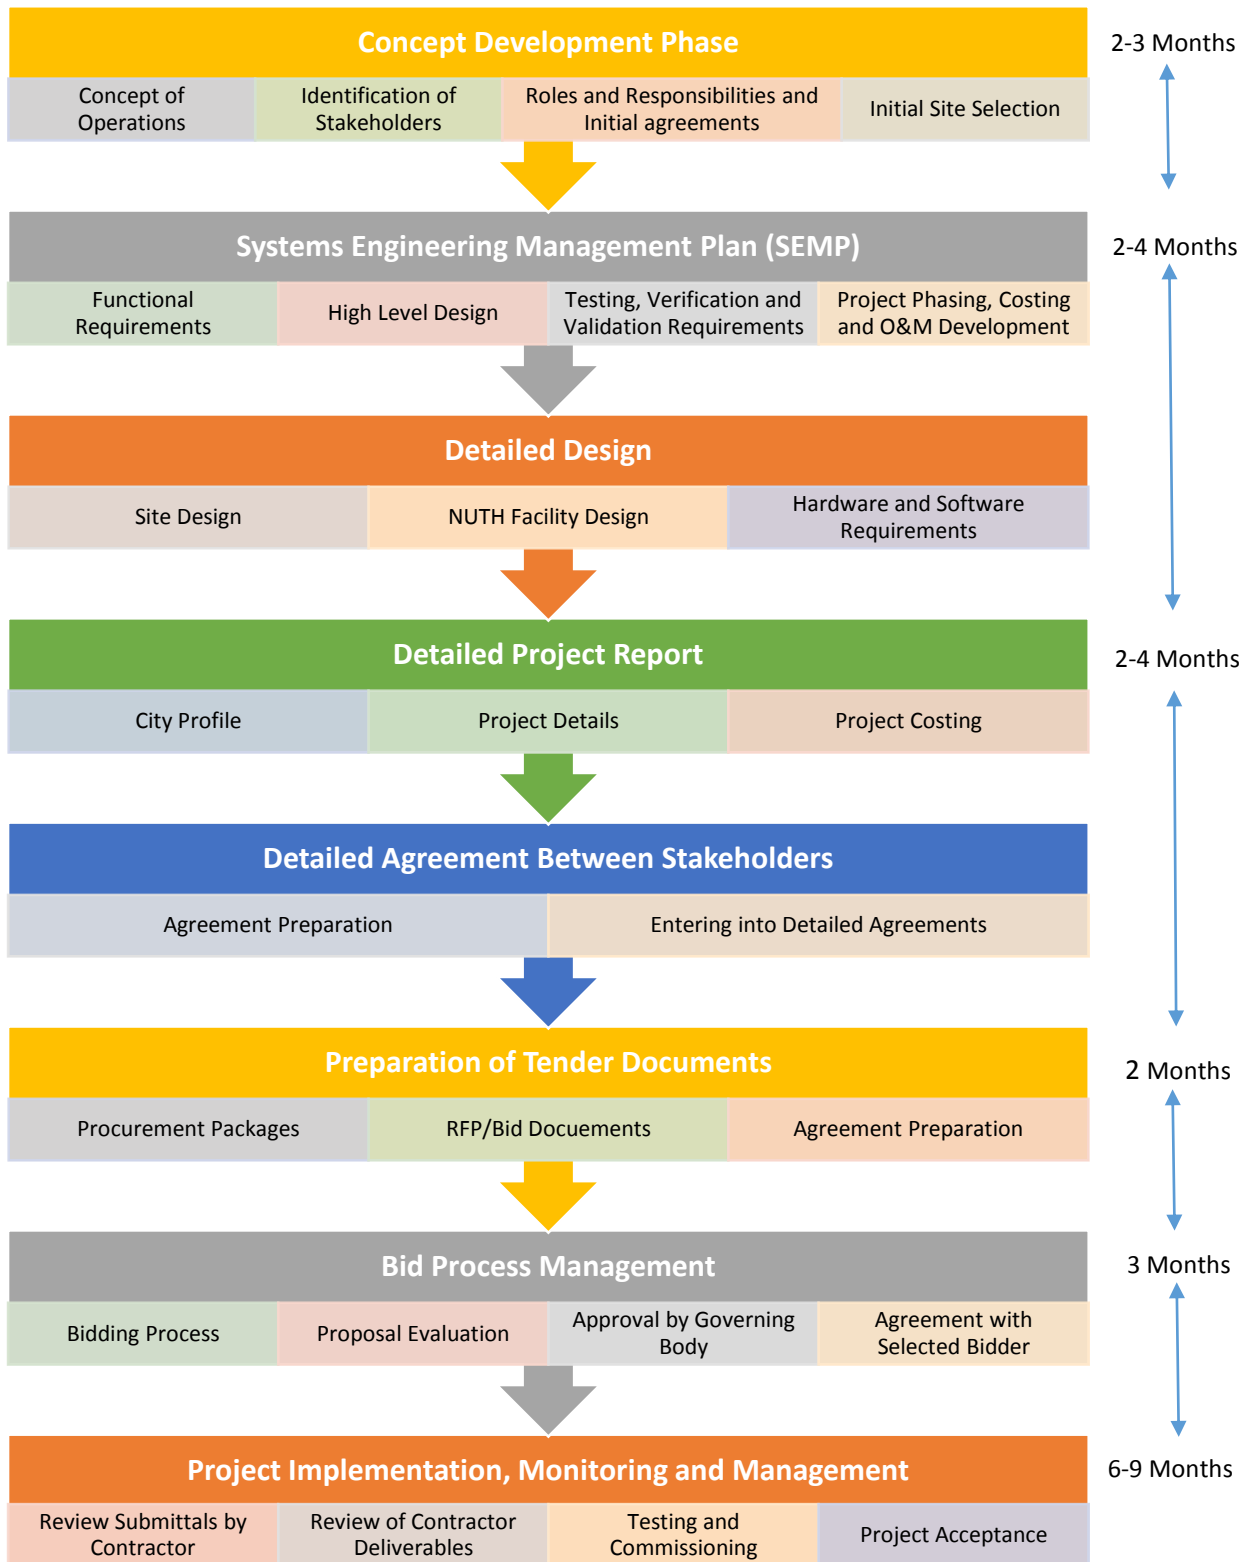 Concept Development Phase
2-3 Months
Concept of
Operations
Identification of
Stakeholders
Roles and Responsibilities and
Initial agreements
Initial Site Selection
Systems Engineering Management Plan (SEMP)
2-4 Months
Functional
Requirements
High Level Design
Testing, Verification and
Validation Requirements
Project Phasing, Costing
and O&M Development
Detailed Design
Site Design
NUTH Facility Design
Hardware and Software
Requirements
Detailed Project Report
2-4 Months
City Profile
Project Details
Project Costing
Detailed Agreement Between Stakeholders
Agreement Preparation
Entering into Detailed Agreements
Preparation of Tender Documents
2 Months
Procurement Packages
RFP/Bid Docuements
Agreement Preparation
Bid Process Management
3 Months
Bidding Process
Proposal Evaluation
Approval by Governing
Body
Agreement with
Selected Bidder
Project Implementation, Monitoring and Management
6-9 Months
Review Submittals by
Contractor
Review of Contractor
Deliverables
Testing and
Commissioning
Project Acceptance